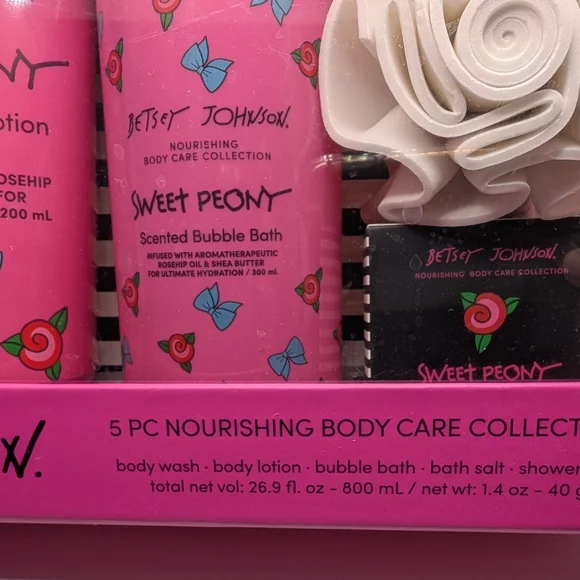 BETSEY JOHNSON.
NOURISHING
BODY CARE COLLECTION
SWEET PEONY
Scented Bubble Bath
INFUSED WITH AROMATHERAPEUTIC
ROSEHIP OIL & SHEA BUTTER
FOR ULTIMATE HYDRATION / 300 mL
NY
otion
OSEHIP
FOR
200 mL
BETSEY JOHNSON.
NOURISHING BODY CARE COLLECTION
SWEET PEONY
N.
5 PC NOURISHING BODY CARE COLLECT
body wash · body lotion · bubble bath · bath salt · shower
total net vol: 26.9 fl. oz - 800 mL / net wt: 1.4 oz - 40 g